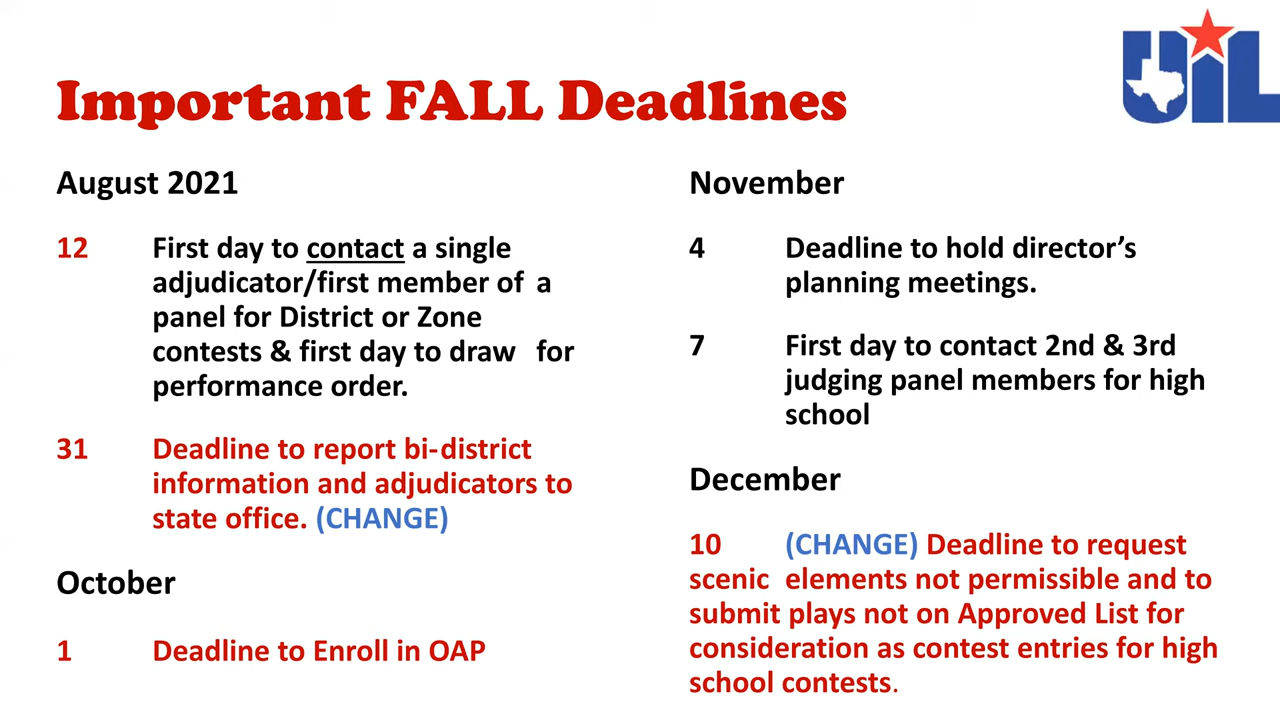 UIL
Important FALL Deadlines
August 2021
12 First day to contact a single
adjudicator/first member of a
panel for District or Zone
contests & first day to draw for
performance order.
31 Deadline to report bi-district
information and adjudicators to
state office. (CHANGE)
October
1 Deadline to Enroll in OAP
November
4 Deadline to hold director’s
planning meetings.
7 First day to contact 2nd & 3rd
judging panel members for high
school
December
10 (CHANGE) Deadline to request
scenic elements not permissible and to
submit plays not on Approved List for
consideration as contest entries for high
school contests.